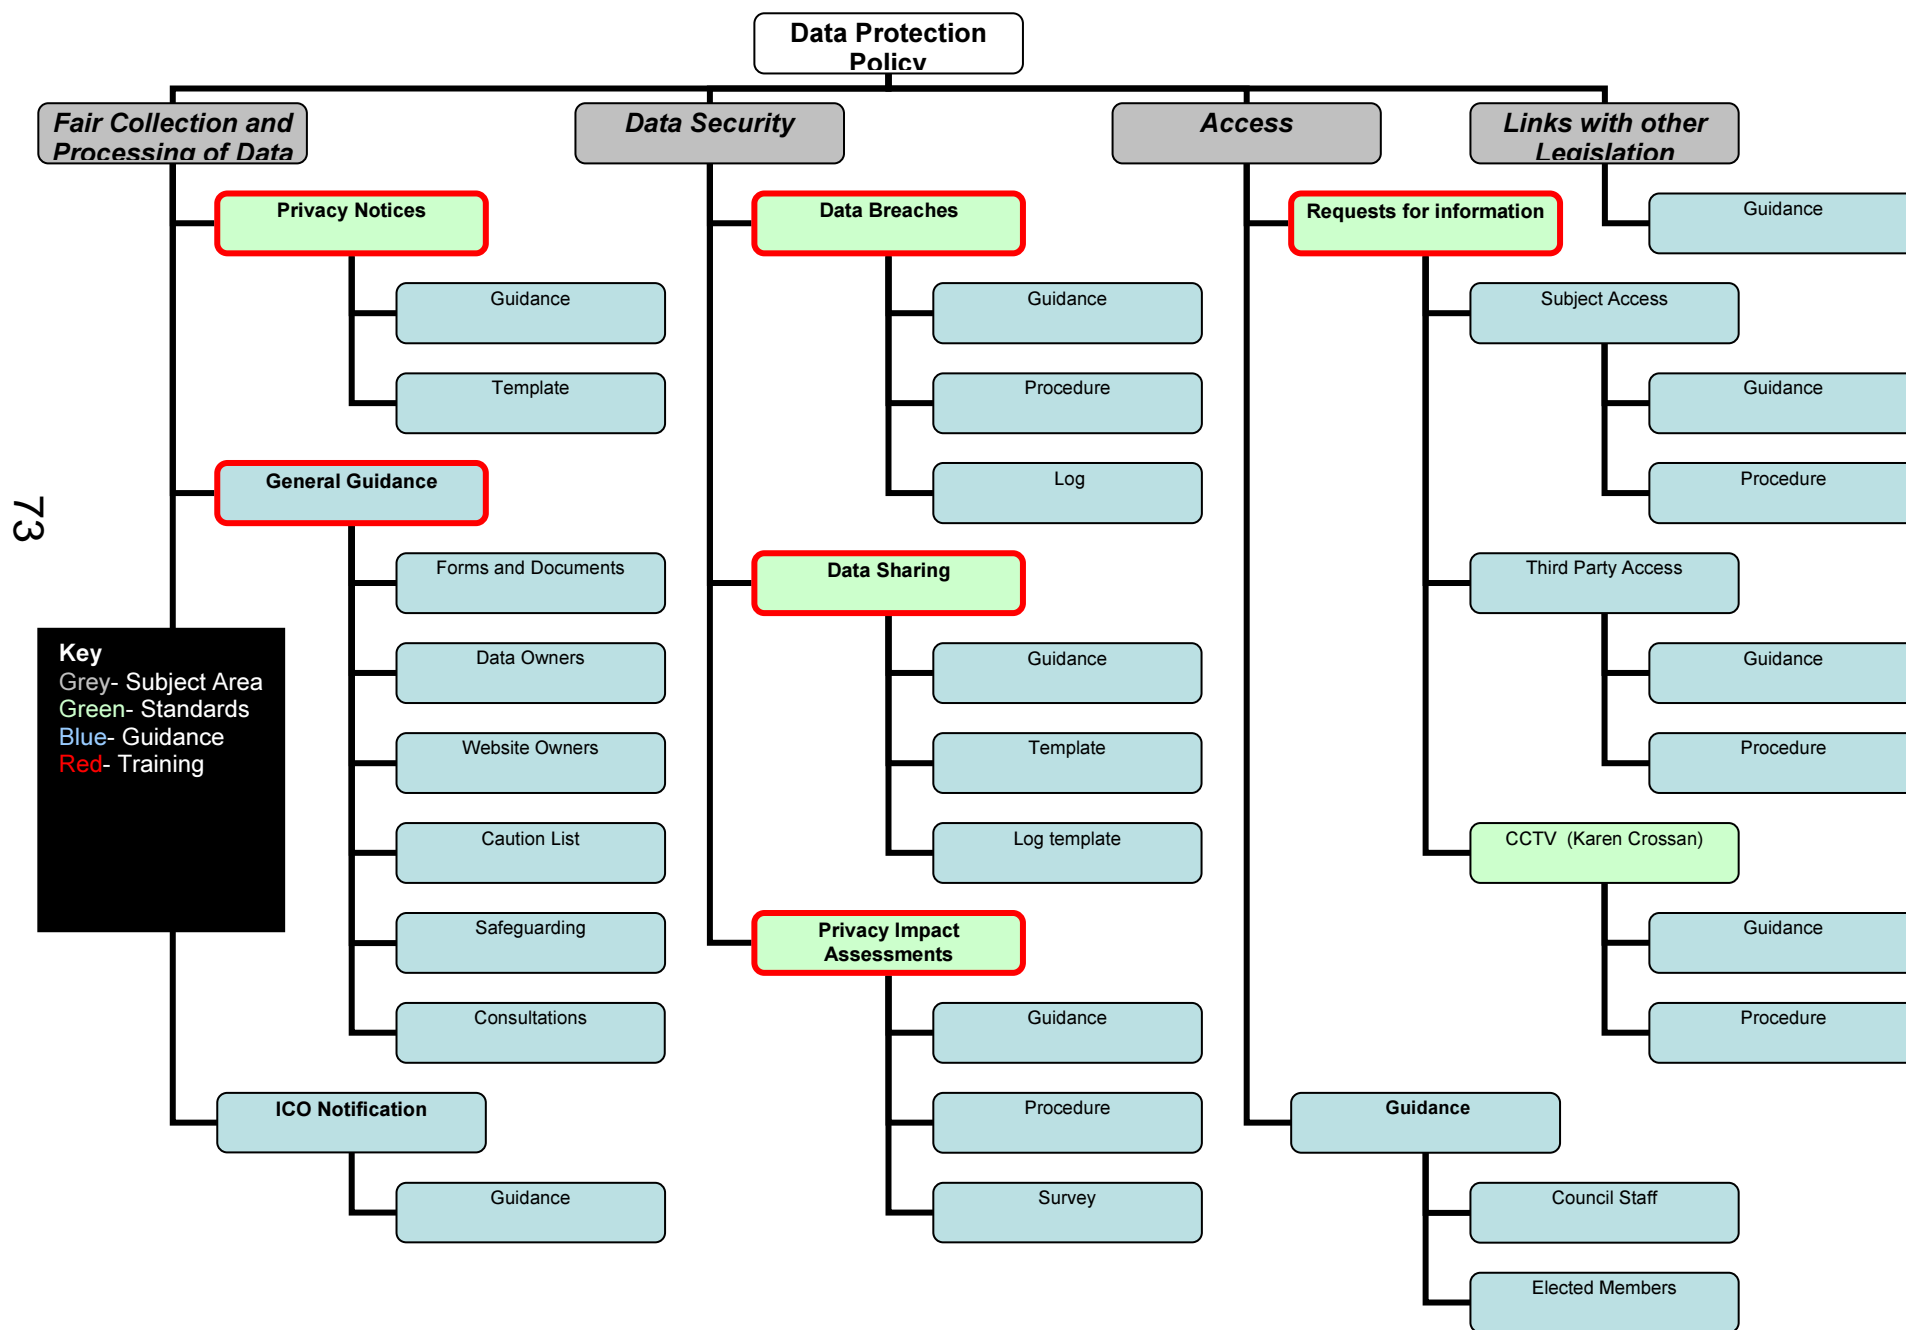 Data Protection
Policy
Fair Collection and
Processing of Data
Data Security
Access
Links with other
Legislation
Privacy Notices
Guidance
Template
General Guidance
Forms and Documents
Data Owners
Website Owners
Caution List
Safeguarding
Consultations
ICO Notification
Guidance
Data Breaches
Guidance
Procedure
Log
Data Sharing
Guidance
Template
Log template
Privacy Impact
Assessments
Guidance
Procedure
Survey
Requests for information
Subject Access
Guidance
Procedure
Third Party Access
Guidance
Procedure
CCTV (Karen Crossan)
Guidance
Procedure
Guidance
Council Staff
Elected Members
Guidance
Key
Grey- Subject Area
Green- Standards
Blue- Guidance
Red- Training
73